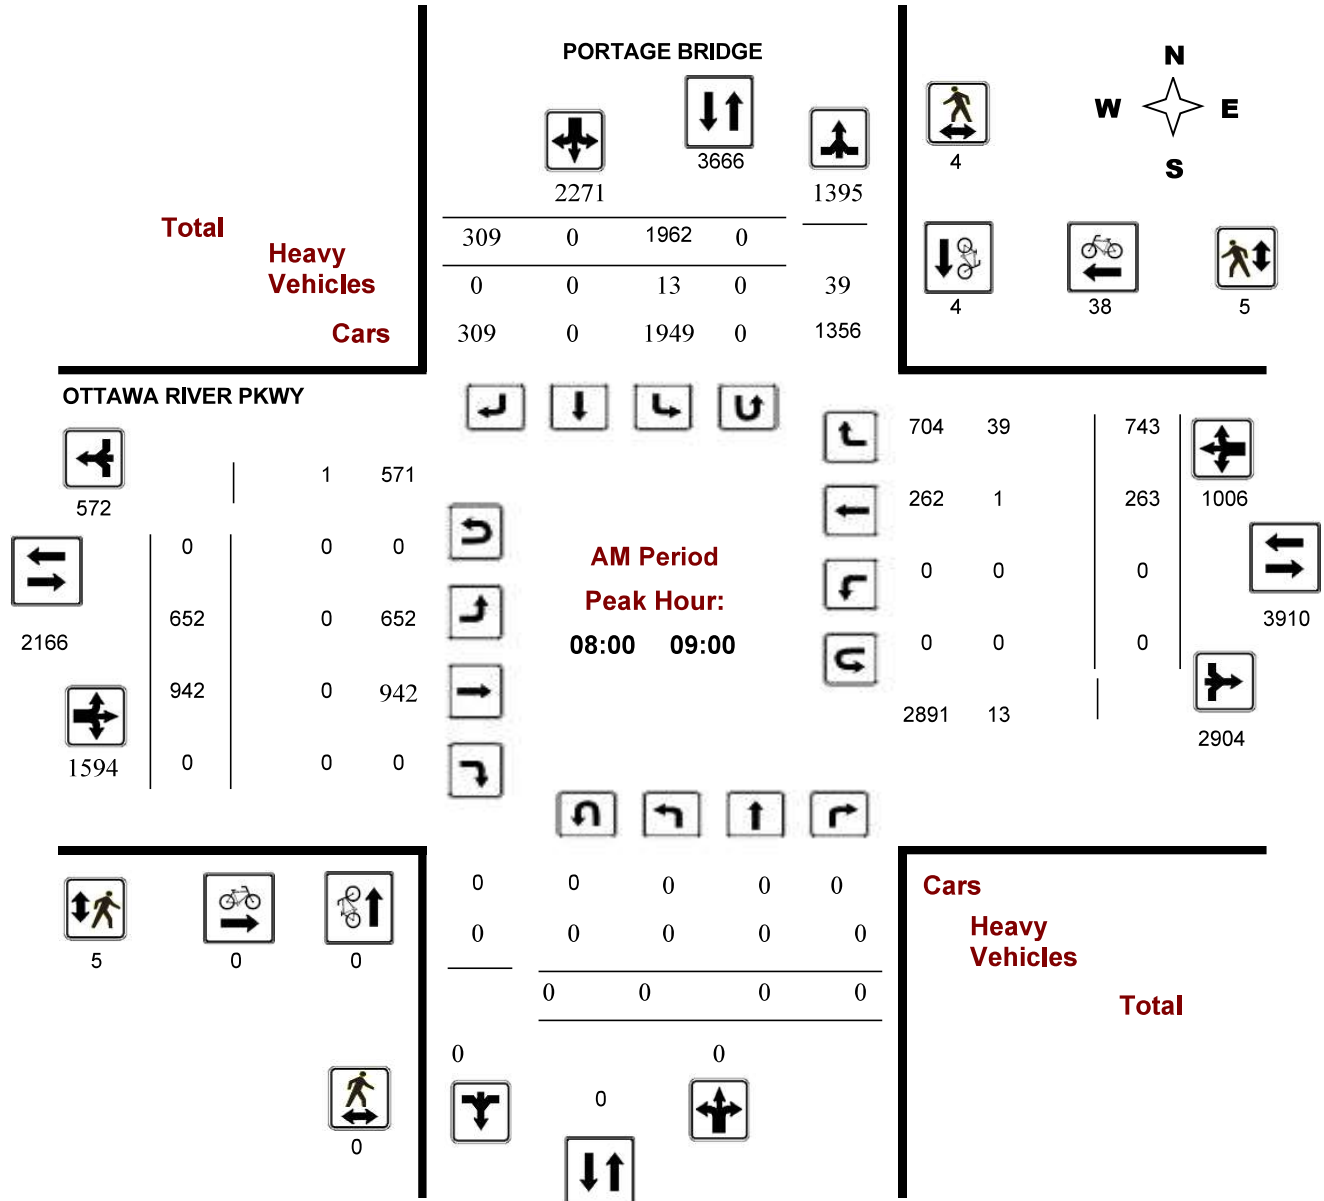 PORTAGE BRIDGE
N
W E
S
3666
4
2271 1395
Total
309 0 1962 0
Heavy
Vehicles
0 0 13 0 39
4 38 5
Cars
309 0 1949 0 1356
OTTAWA RIVER PKWY
704 39 743
1 571
572
262 1 263 1006
0 0 0
AM Period
0 0 0
Peak Hour:
652 0 652
3910
2166
08:00 09:00
0 0 0
942 0 942
2891 13
2904
1594 0 0 0
0 0 0 0 0
Cars
0 0 0 0 0
Heavy
Vehicles
5 0 0
0 0 0 0
Total
0 0
0
0